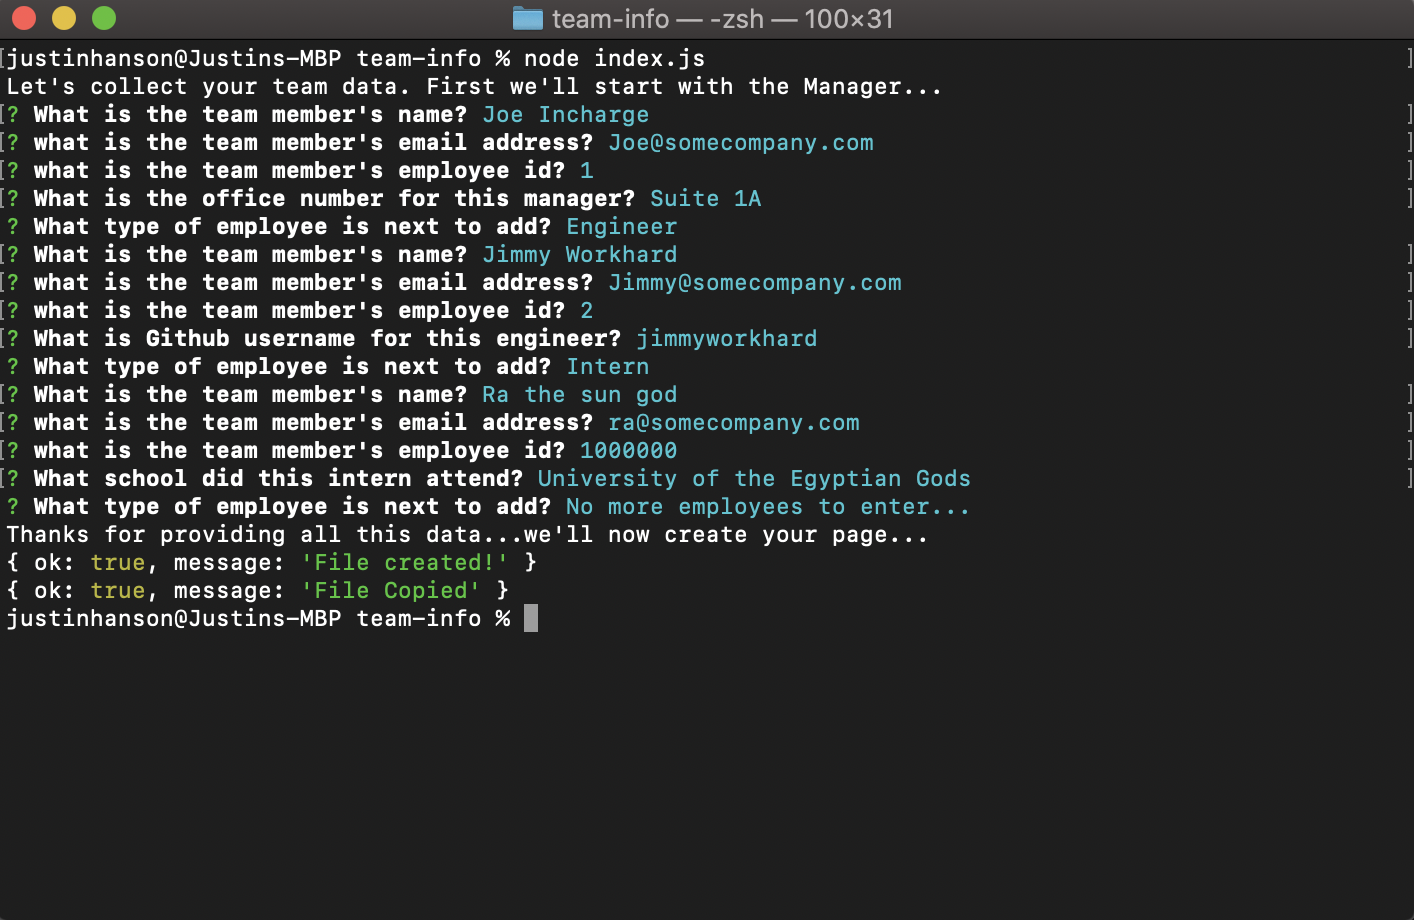 team-info — -zsh — 100×31
[justinhanson@Justins-MBP team-info % node index.js ]
Let's collect your team data. First we'll start with the Manager...
[? What is the team member's name? Joe Incharge ]
[? what is the team member's email address? Joe@somecompany.com ]
[? what is the team member's employee id? 1 ]
[? What is the office number for this manager? Suite 1A ]
? What type of employee is next to add? Engineer
[? What is the team member's name? Jimmy Workhard ]
[? what is the team member's email address? Jimmy@somecompany.com ]
[? what is the team member's employee id? 2 ]
[? What is Github username for this engineer? jimmyworkhard ]
? What type of employee is next to add? Intern
[? What is the team member's name? Ra the sun god ]
[? what is the team member's email address? ra@somecompany.com ]
[? what is the team member's employee id? 1000000 ]
[? What school did this intern attend? University of the Egyptian Gods ]
? What type of employee is next to add? No more employees to enter...
Thanks for providing all this data...we'll now create your page...
{ ok: true, message: 'File created!' }
{ ok: true, message: 'File Copied' }
justinhanson@Justins-MBP team-info %